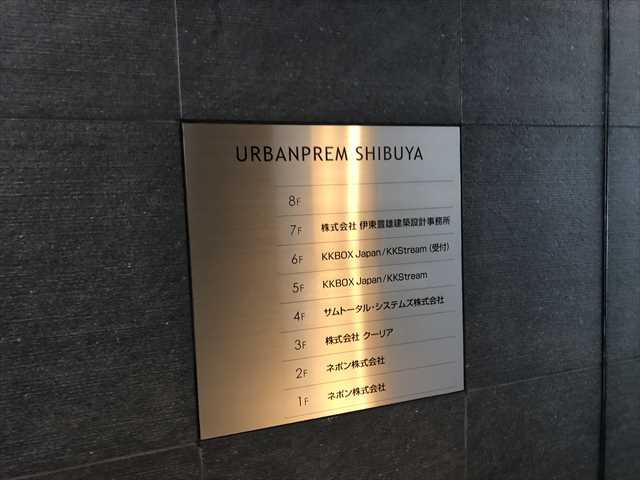 URBANPREM SHIBUYA
8F
7F 株式会社 伊東豊雄建築設計事務所
6F KKBOX Japan/KKStream (受付)
5F KKBOX Japan/KKStream
4F サムトータル・システムズ株式会社
3F 株式会社 クーリア
2F ネポン株式会社
1F ネポン株式会社